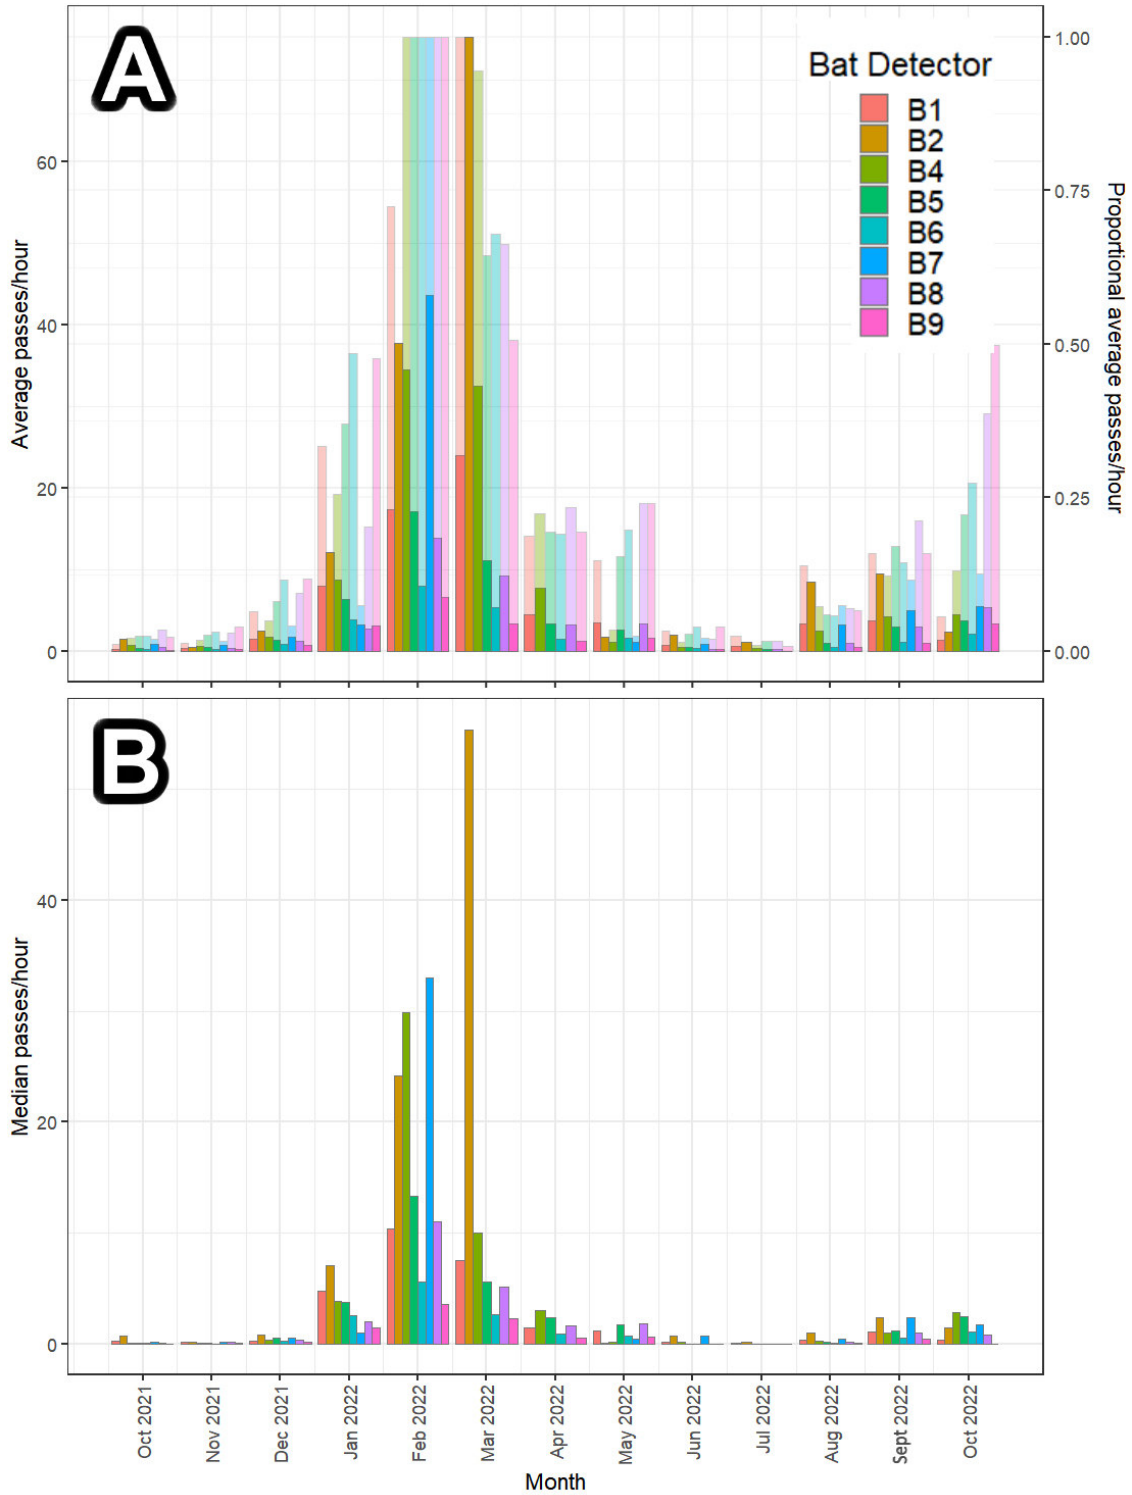 A
Bat Detector
B1
B2
B4
B5
B6
B7
B8
B9
Average passes/hour
60
40
20
0
Proportional average passes/hour
1.00
0.75
0.50
0.25
0.00
B
Median passes/hour
40
20
0
Oct 2021
Nov 2021
Dec 2021
Jan 2022
Feb 2022
Mar 2022
Apr 2022
May 2022
Jun 2022
Jul 2022
Aug 2022
Sept 2022
Oct 2022
Month